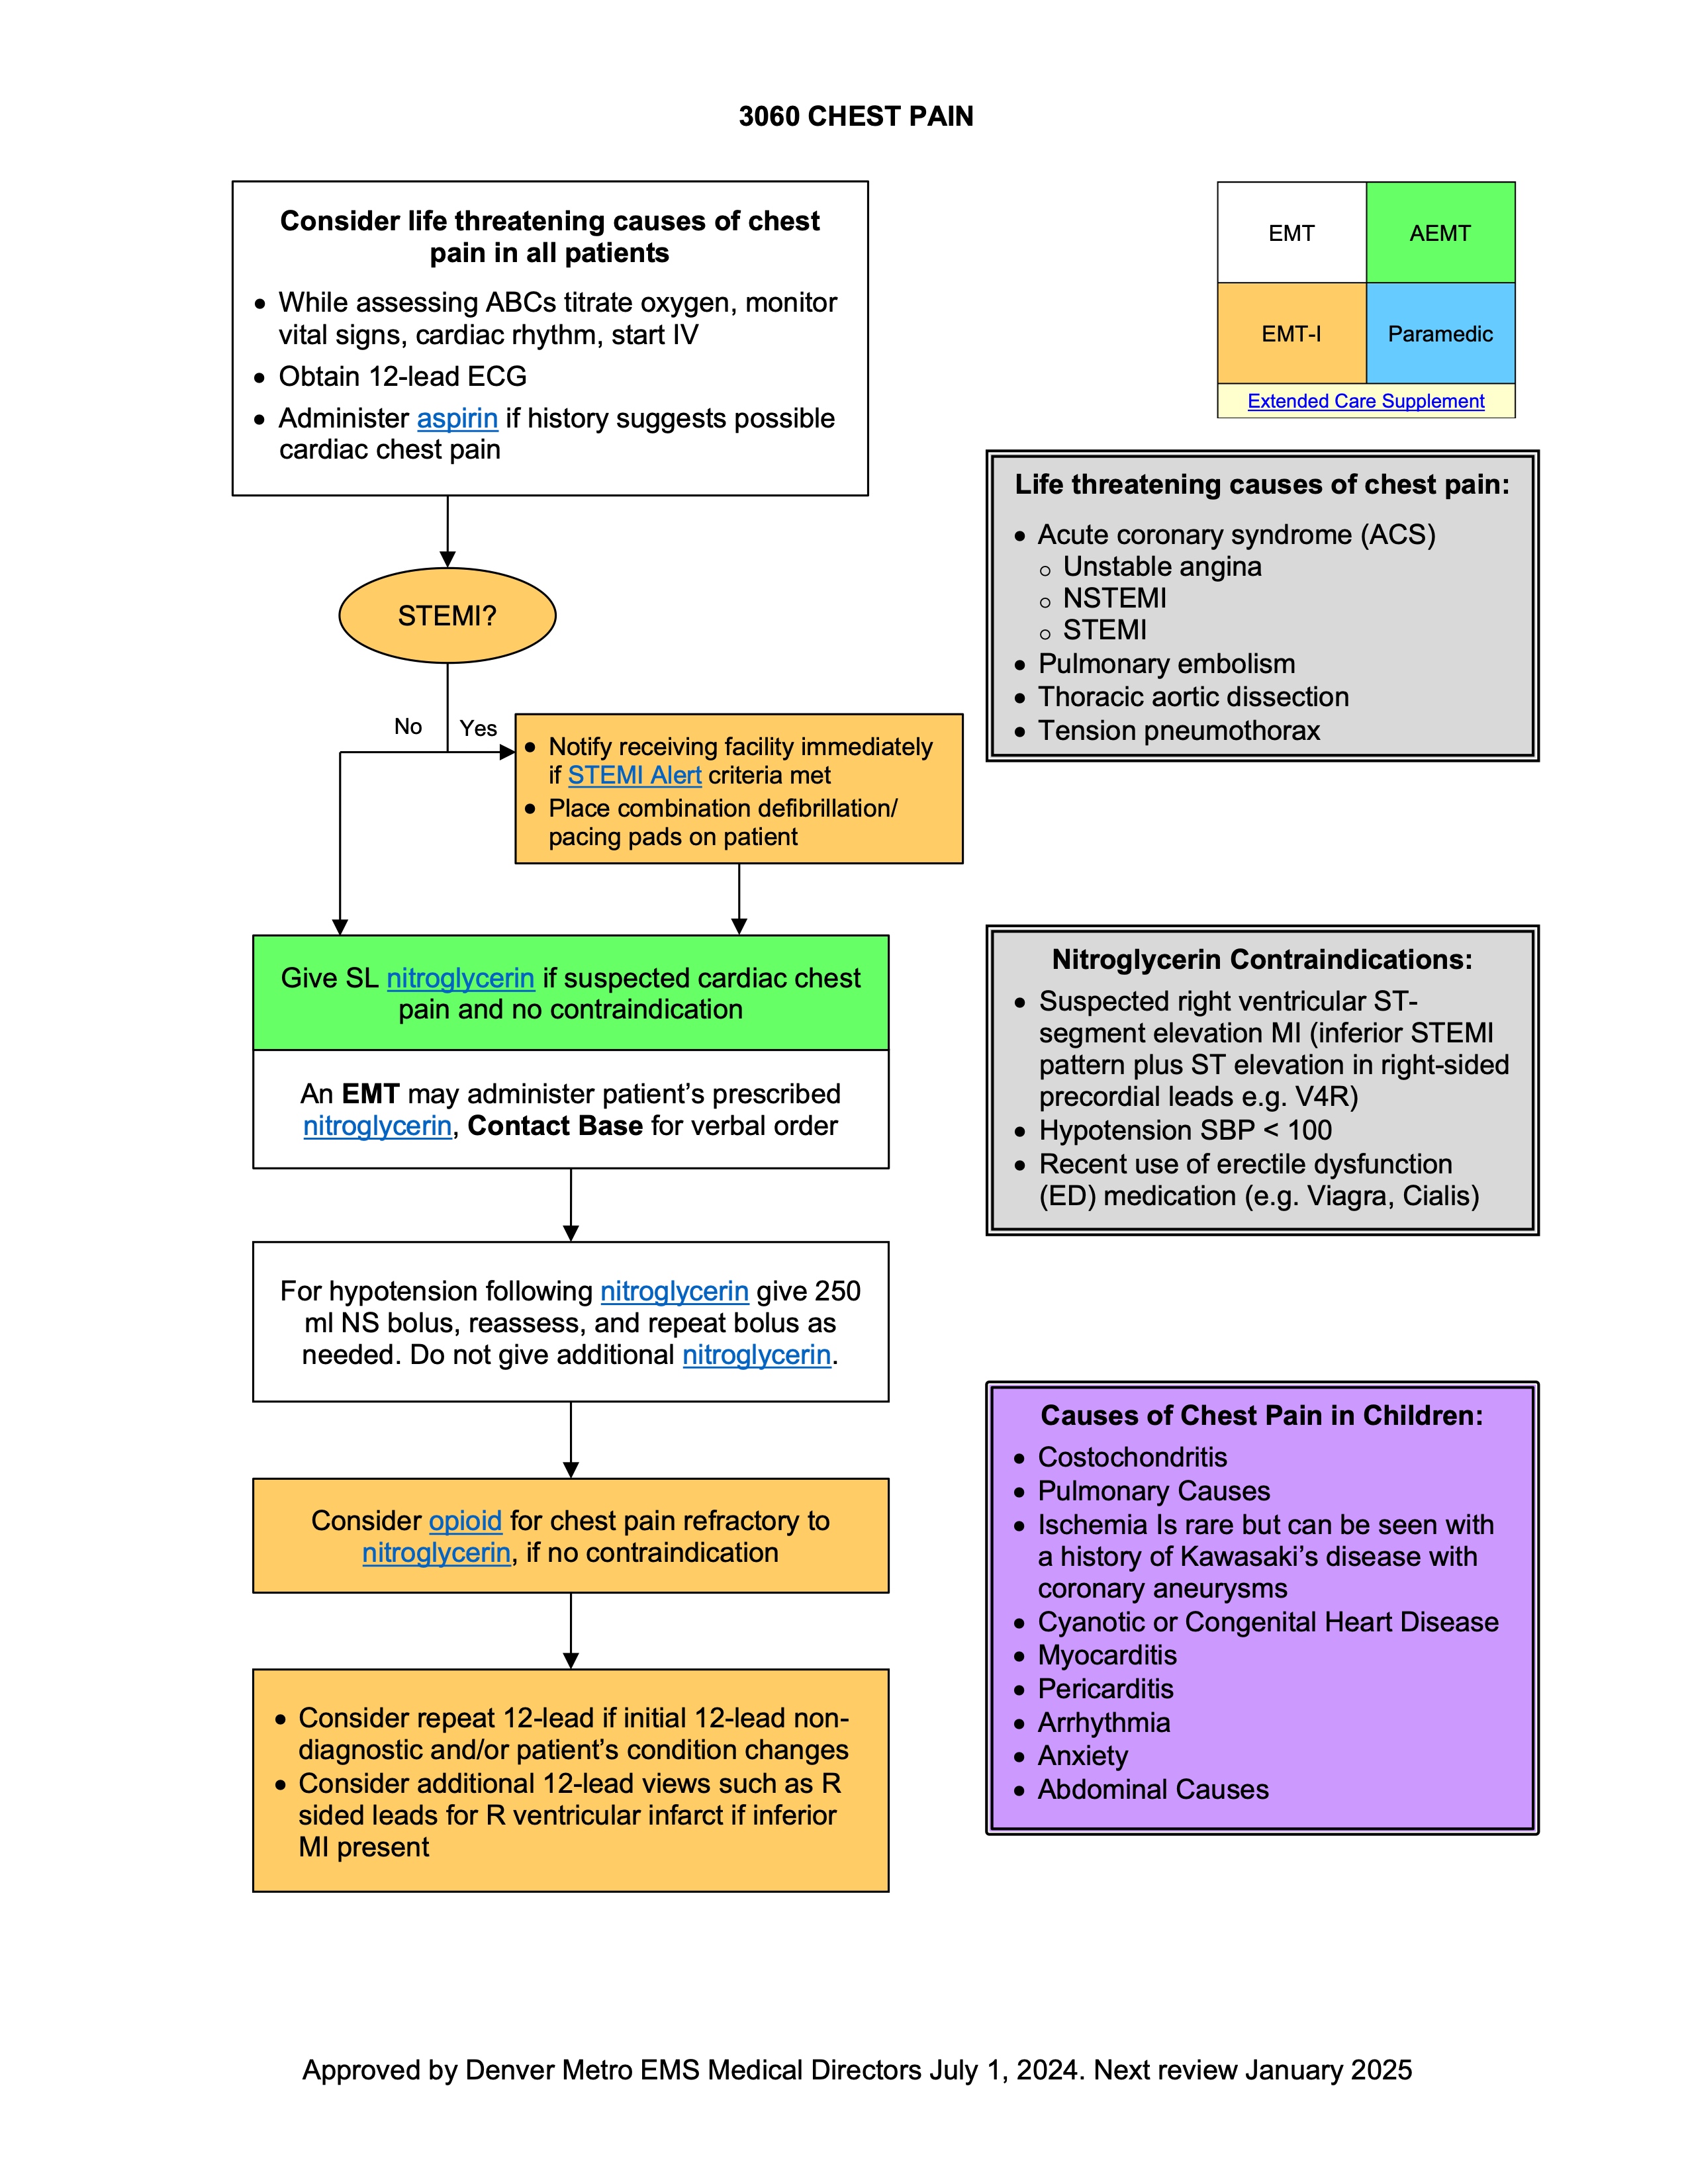 3060 CHEST PAIN
Consider life threatening causes of chest
pain in all patients
• While assessing ABCs titrate oxygen, monitor
vital signs, cardiac rhythm, start IV
• Obtain 12-lead ECG
• Administer aspirin if history suggests possible
cardiac chest pain
EMT
AEMT
EMT-I
Paramedic
Extended Care Supplement
STEMI?
No
Yes
• Notify receiving facility immediately
if STEMI Alert criteria met
• Place combination defibrillation/
pacing pads on patient
Give SL nitroglycerin if suspected cardiac chest
pain and no contraindication
An EMT may administer patient’s prescribed
nitroglycerin, Contact Base for verbal order
For hypotension following nitroglycerin give 250
ml NS bolus, reassess, and repeat bolus as
needed. Do not give additional nitroglycerin.
Consider opioid for chest pain refractory to
nitroglycerin, if no contraindication
• Consider repeat 12-lead if initial 12-lead non-
diagnostic and/or patient’s condition changes
• Consider additional 12-lead views such as R
sided leads for R ventricular infarct if inferior
MI present
Life threatening causes of chest pain:
• Acute coronary syndrome (ACS)
o Unstable angina
o NSTEMI
o STEMI
• Pulmonary embolism
• Thoracic aortic dissection
• Tension pneumothorax
Nitroglycerin Contraindications:
• Suspected right ventricular ST-
segment elevation MI (inferior STEMI
pattern plus ST elevation in right-sided
precordial leads e.g. V4R)
• Hypotension SBP < 100
• Recent use of erectile dysfunction
(ED) medication (e.g. Viagra, Cialis)
Causes of Chest Pain in Children:
• Costochondritis
• Pulmonary Causes
• Ischemia Is rare but can be seen with
a history of Kawasaki’s disease with
coronary aneurysms
• Cyanotic or Congenital Heart Disease
• Myocarditis
• Pericarditis
• Arrhythmia
• Anxiety
• Abdominal Causes
Approved by Denver Metro EMS Medical Directors July 1, 2024. Next review January 2025